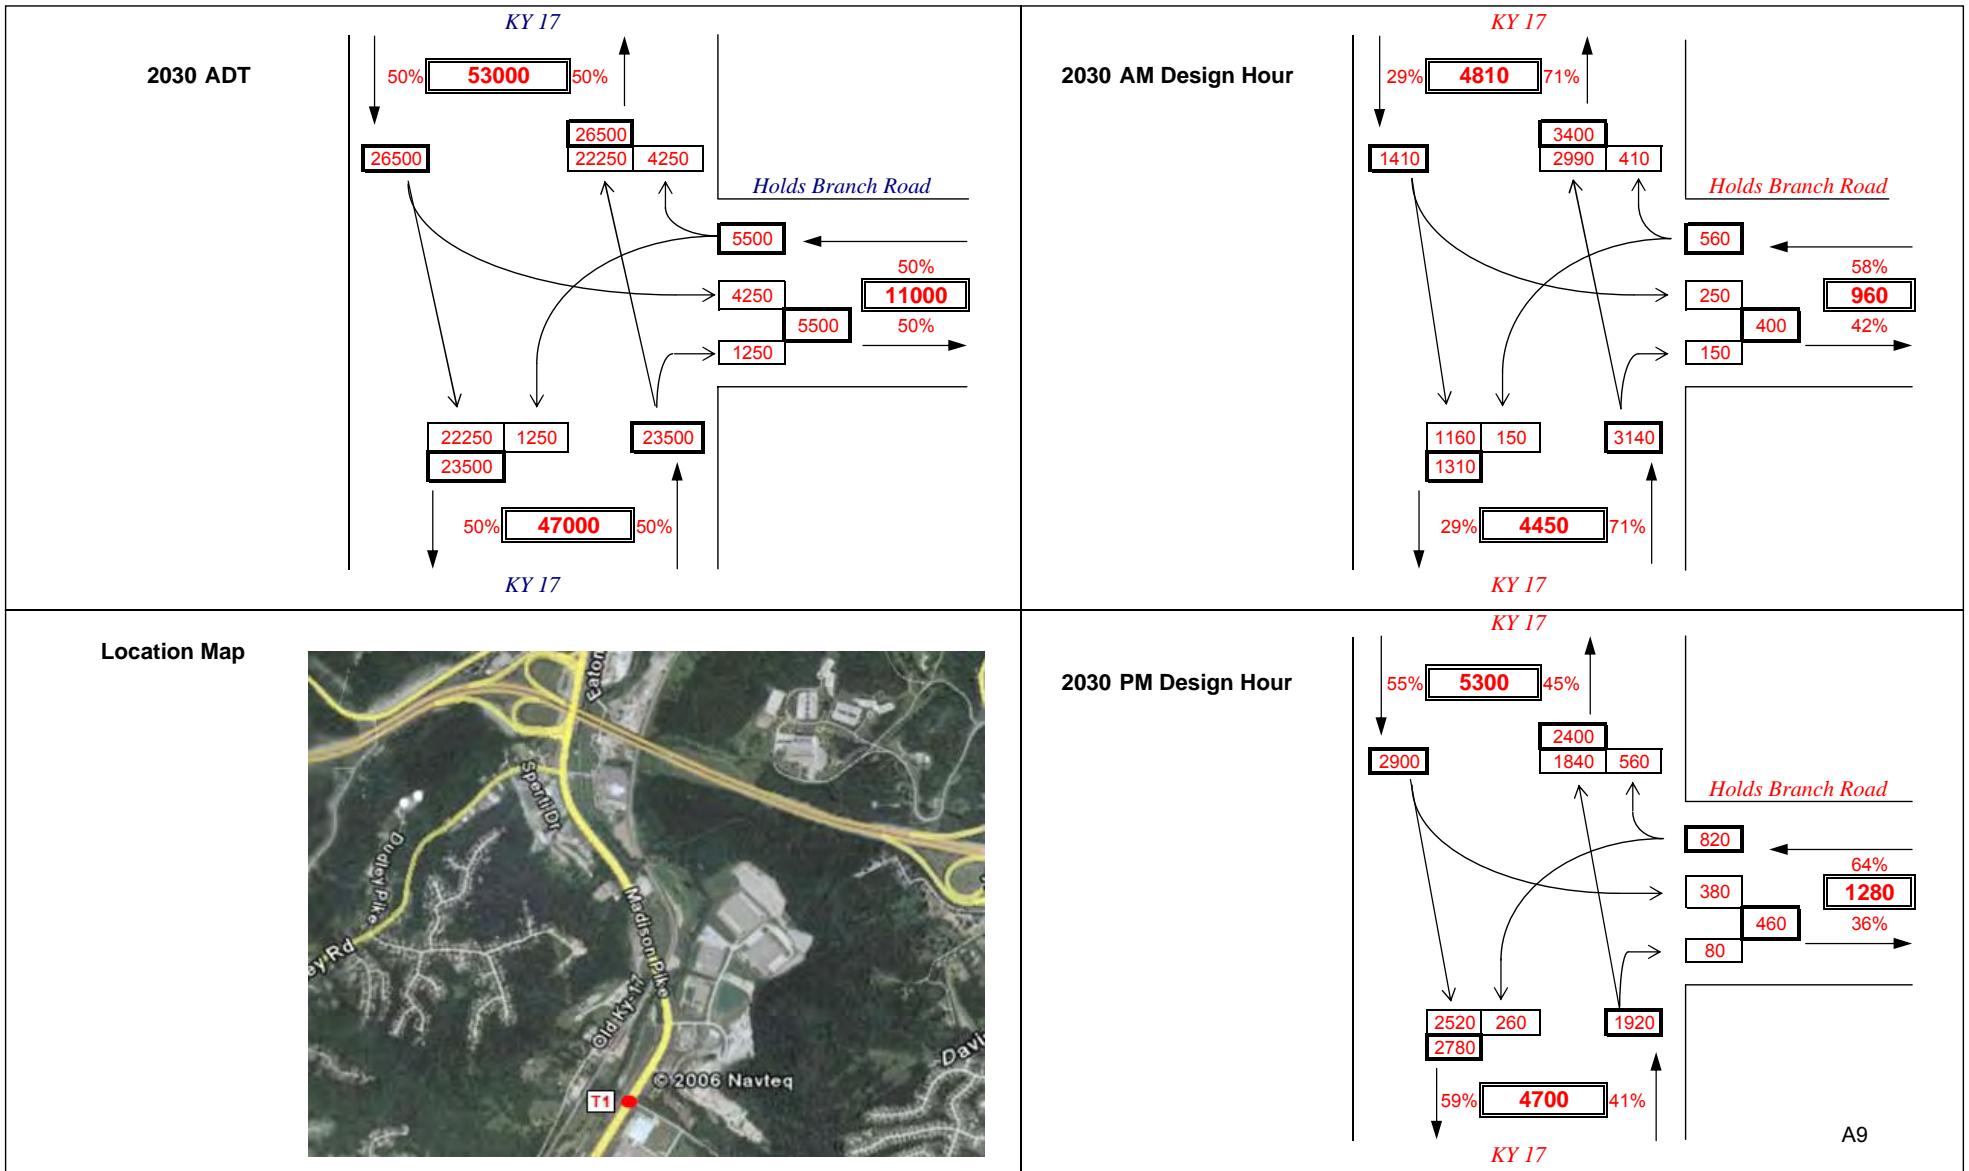 KY 17
2030 ADT
50% 53000 50%
26500
26500
22250 4250
Holds Branch Road
5500
50%
4250
11000
5500
50%
1250
22250 1250
23500
23500
50% 47000 50%
KY 17
KY 17
2030 AM Design Hour
29% 4810 71%
3400
1410
2990 410
Holds Branch Road
560
58%
250
960
400
42%
150
1160 150
3140
1310
29% 4450 71%
KY 17
Location Map
Eaton
Sperti Dr
Dudley Pike
ey Rd
Madison Pike
Old Ky-17
Davi
© 2006 Navteq
T1
KY 17
2030 PM Design Hour
55% 5300 45%
2400
2900
1840 560
Holds Branch Road
820
64%
380
1280
460
36%
80
2520 260
1920
2780
59% 4700 41%
KY 17
A9